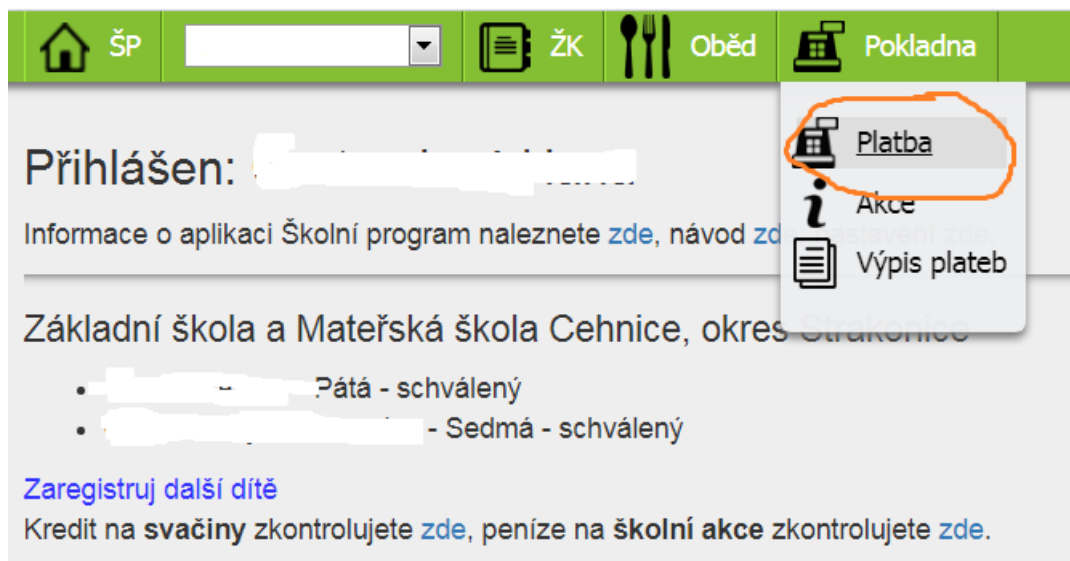 ŠP ŽK Oběd Pokladna
Platba
Akce
Výpis plateb
Přihlášen:
Informace o aplikaci Školní program naleznete zde, návod zde, nastavení zde.
Základní škola a Mateřská škola Cehnice, okres Strakonice
Pátá - schválený
- Sedmá - schválený
Zaregistruj další dítě
Kredit na svačiny zkontrolujete zde, peníze na školní akce zkontrolujete zde.